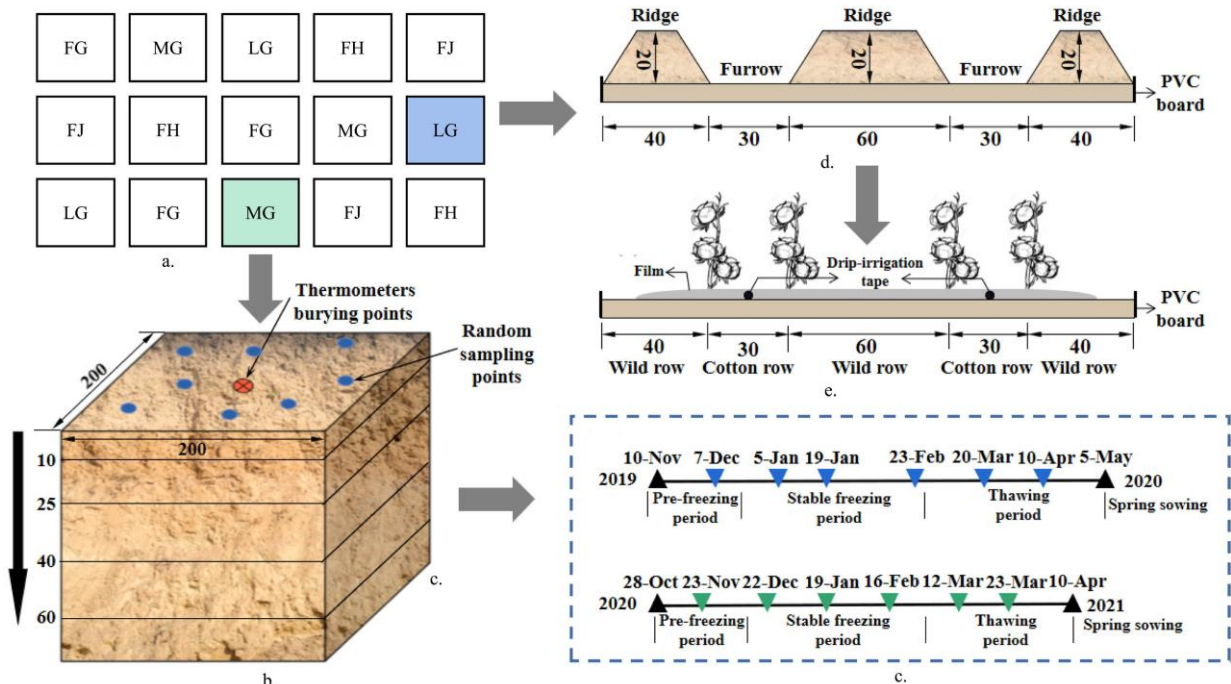 FG MG LG FH FJ
FJ FH FG MG LG
LG FG MG FJ FH
a.
Ridge Ridge Ridge
20 20 20
Furrow Furrow
PVC
board
40 30 60 30 40
d.
Film
Drip-irrigation
tape
PVC
board
40 30 60 30 40
Wild row Cotton row Wild row Cotton row Wild row
e.
Thermometers
burying points
Random
sampling
points
200
200
10
25
40
60
c.
b.
10-Nov 7-Dec 5-Jan 19-Jan 23-Feb 20-Mar 10-Apr 5-May
2019 2020
Pre-freezing
period
Stable freezing
period
Thawing
period
Spring sowing
28-Oct 23-Nov 22-Dec 19-Jan 16-Feb 12-Mar 23-Mar 10-Apr
2020 2021
Pre-freezing
period
Stable freezing
period
Thawing
period
Spring sowing
c.